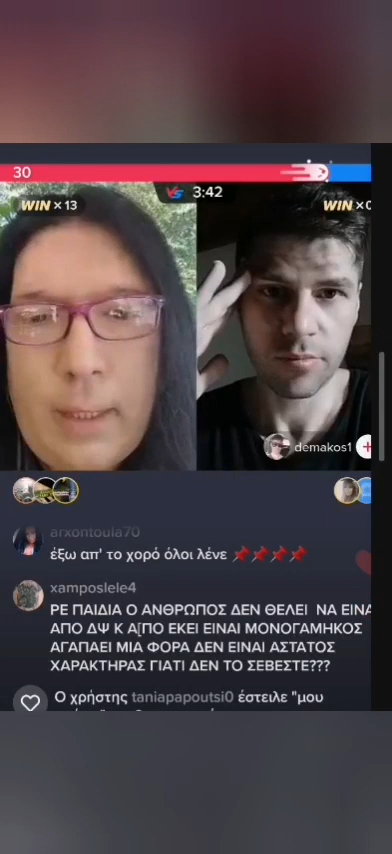 30
VS 3:42
WIN x 13
WIN x
demakos1
arxontoula70
έξω απ' το χορό όλοι λένε 📌📌📌📌
xamposlele4
ΡΕ ΠΑΙΔΙΑ Ο ΑΝΘΡΩΠΟΣ ΔΕΝ ΘΕΛΕΙ ΝΑ ΕΙΝΑ
ΑΠΟ ΔΨ Κ Α[ΠΟ ΕΚΕΙ ΕΙΝΑΙ ΜΟΝΟΓΑΜΗΚΟΣ
ΑΓΑΠΑΕΙ ΜΙΑ ΦΟΡΑ ΔΕΝ ΕΙΝΑΙ ΑΣΤΑΤΟΣ
ΧΑΡΑΚΤΗΡΑΣ ΓΙΑΤΙ ΔΕΝ ΤΟ ΣΕΒΕΣΤΕ???
Ο χρήστης taniapapoutsi0 έστειλε "μου